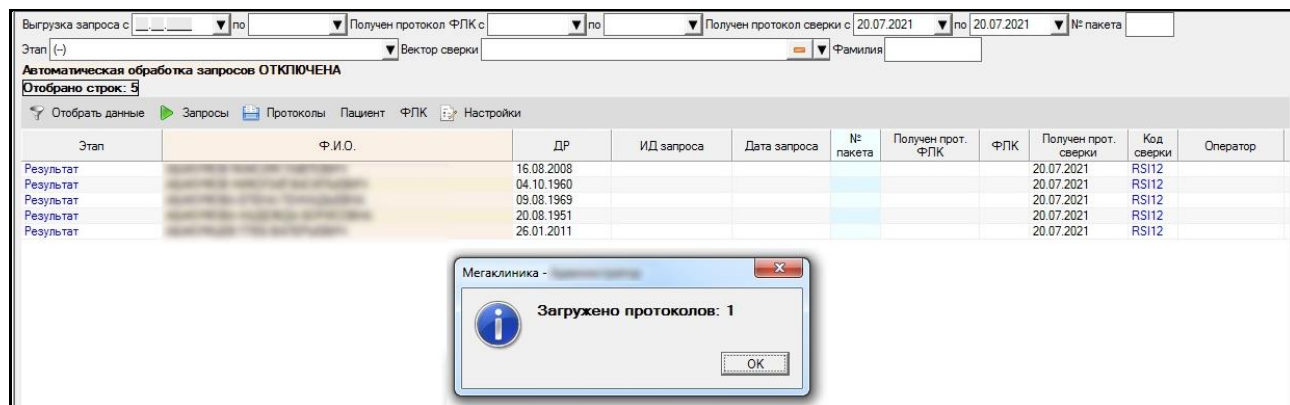 Выгрузка запроса с __.__.____ по Получен протокол ФПК с по Получен протокол сверки с 20.07.2021 по 20.07.2021 № пакета
Этап (--) Вектор сверки Фамилия
Автоматическая обработка запросов ОТКЛЮЧЕНА
Отобрано строк: 5
Отобрать данные Запросы Протоколы Пациент ФЛК Настройки
Этап Ф.И.О. ДР ИД запроса Дата запроса № пакета Получен прот. ФЛК ФЛК Получен прот. сверки Код сверки Оператор
Результат 16.08.2008 20.07.2021 RSI12
Результат 04.10.1960 20.07.2021 RSI12
Результат 09.08.1969 20.07.2021 RSI12
Результат 20.08.1951 20.07.2021 RSI12
Результат 26.01.2011 20.07.2021 RSI12
Мегаклиника -
Загружено протоколов: 1
OK